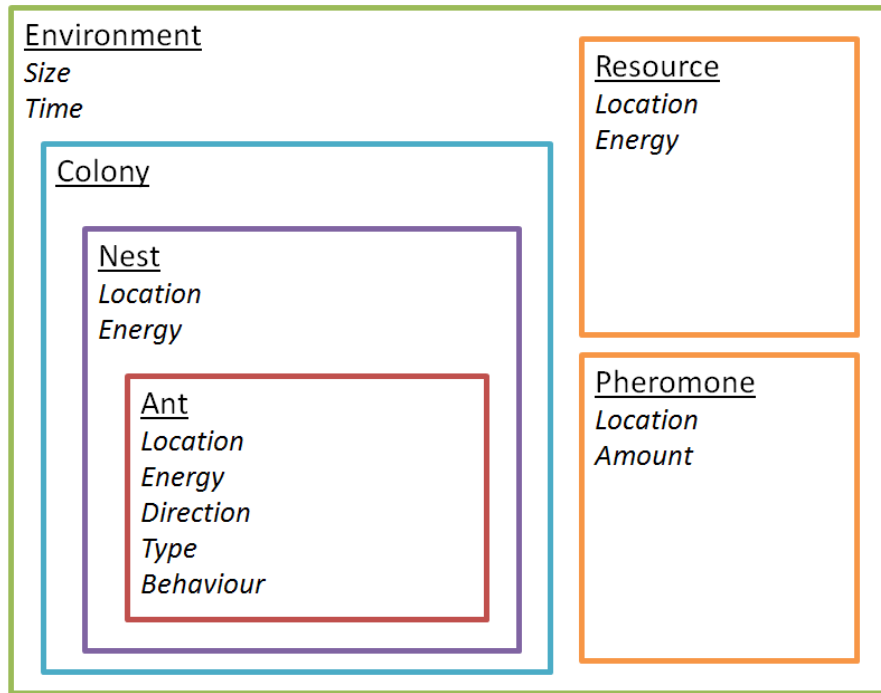 Environment
Size
Time
Colony
Nest
Location
Energy
Ant
Location
Energy
Direction
Type
Behaviour
Resource
Location
Energy
Pheromone
Location
Amount